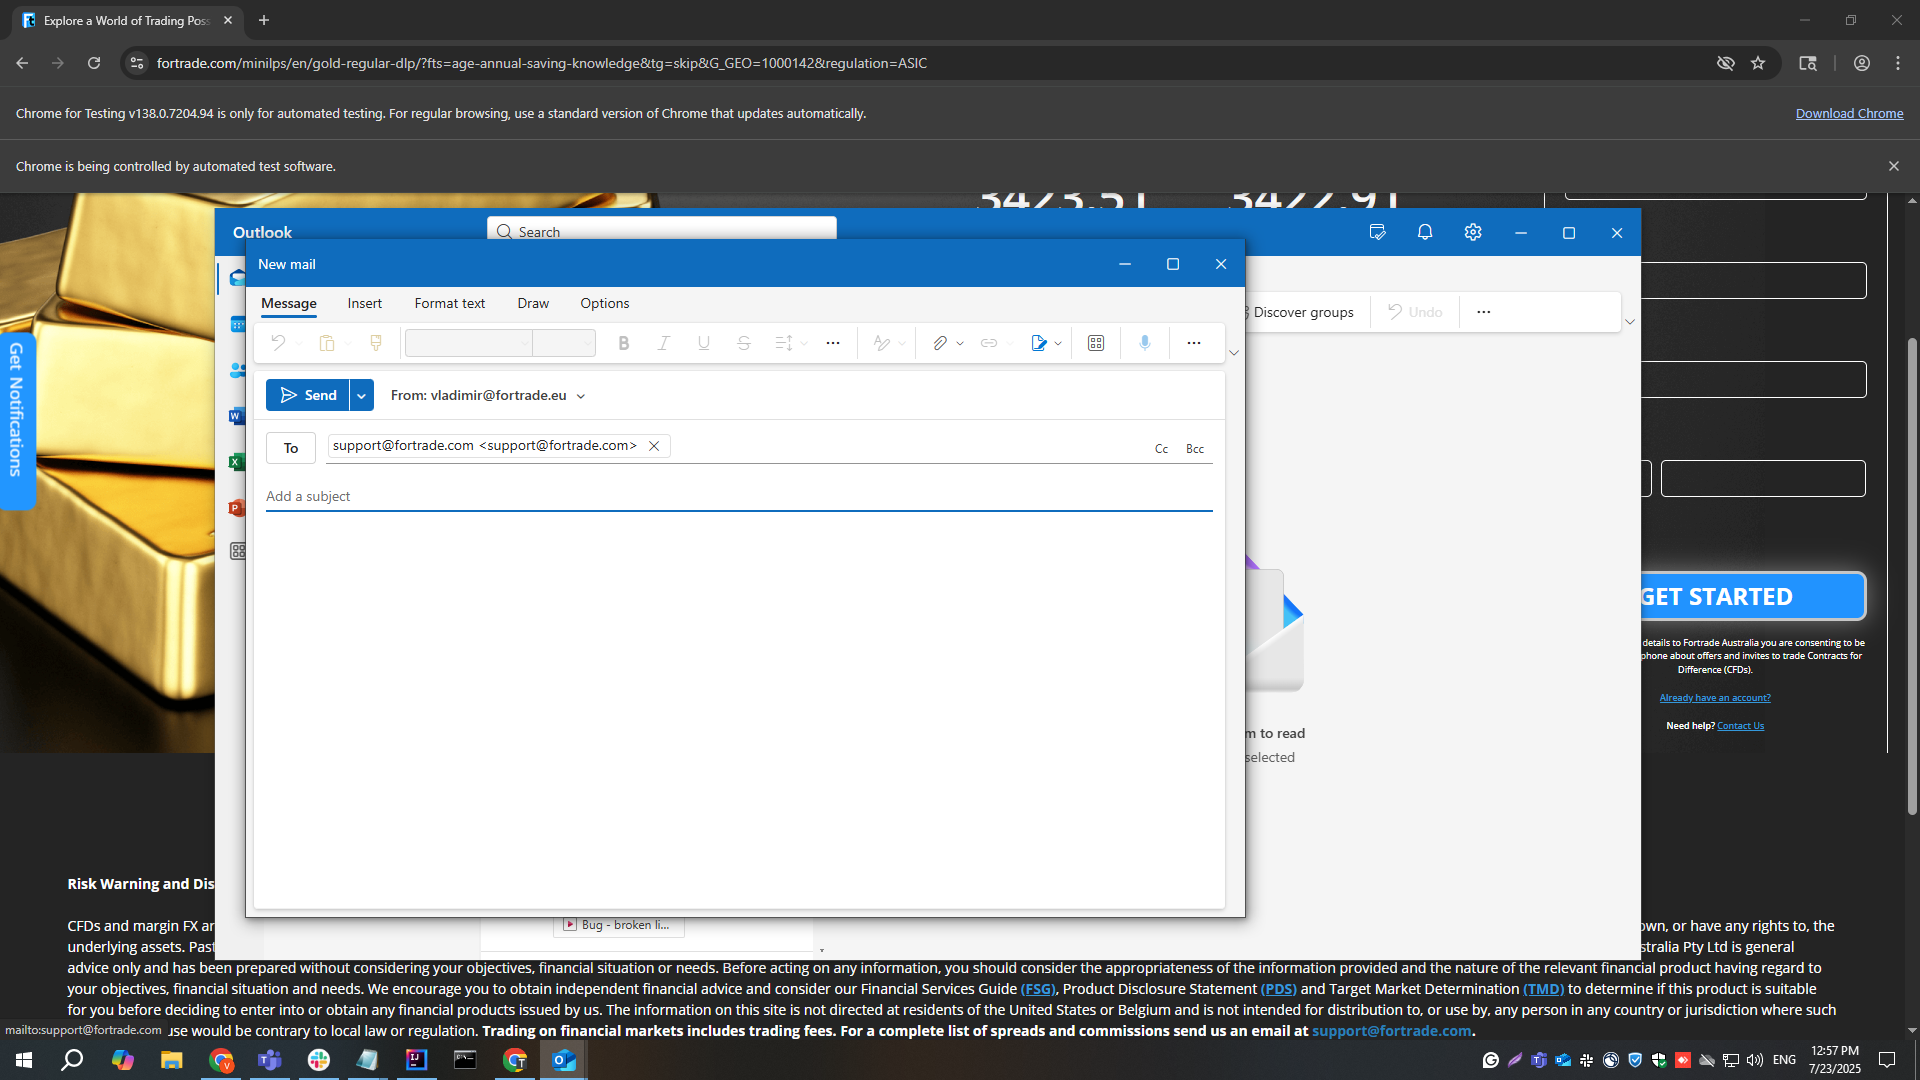 Explore a World of Trading Poss
fortrade.com/minilps/en/gold-regular-dlp/?fts=age-annual-saving-knowledge&tg=skip&G_GEO=1000142&regulation=ASIC
Chrome for Testing v138.0.7204.94 is only for automated testing. For regular browsing, use a standard version of Chrome that updates automatically.
Download Chrome
Chrome is being controlled by automated test software.
3423.51 3422.91
Outlook
Search
New mail
Message Insert Format text Draw Options
Discover groups
Undo
Send
From: vladimir@fortrade.eu
To
support@fortrade.com <support@fortrade.com>
Cc Bcc
Add a subject
Get Notifications
GET STARTED
details to Fortrade Australia you are consenting to be
phone about offers and invites to trade Contracts for
Difference (CFDs).
Already have an account?
Need help? Contact Us
m to read
selected
Bug - broken li...
Risk Warning and Dis
CFDs and margin FX ar
own, or have any rights to, the
underlying assets. Past
stralia Pty Ltd is general
advice only and has been prepared without considering your objectives, financial situation or needs. Before acting on any information, you should consider the appropriateness of the information provided and the nature of the relevant financial product having regard to
your objectives, financial situation and needs. We encourage you to obtain independent financial advice and consider our Financial Services Guide (FSG), Product Disclosure Statement (PDS) and Target Market Determination (TMD) to determine if this product is suitable
for you before deciding to enter into or obtain any financial products issued by us. The information on this site is not directed at residents of the United States or Belgium and is not intended for distribution to, or use by, any person in any country or jurisdiction where such
use would be contrary to local law or regulation. Trading on financial markets includes trading fees. For a complete list of spreads and commissions send us an email at support@fortrade.com.
mailto:support@fortrade.com
ENG
12:57 PM
7/23/2025